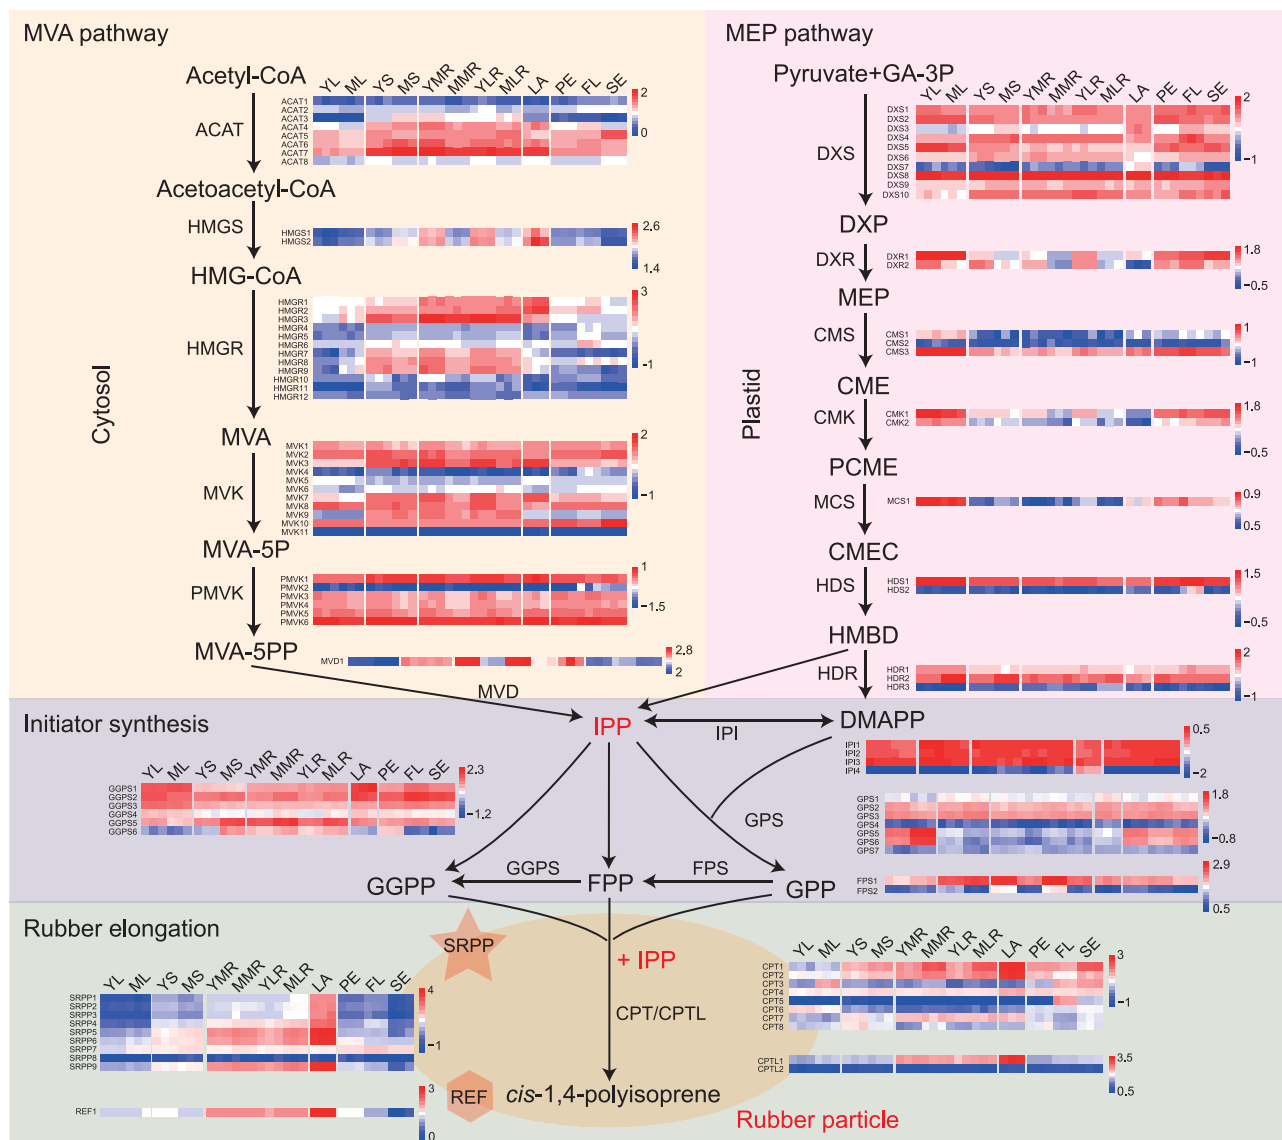 MVA pathway
MEP pathway
Acetyl-CoA
YL ML YS MS YMR MMR YLR MLR LA PE FL SE
ACAT
ACAT1
ACAT2
ACAT3
ACAT4
ACAT5
ACAT6
ACAT7
ACAT8
2
0
Acetoacetyl-CoA
HMGS
HMGS1
HMGS2
2.6
1.4
HMG-CoA
HMGR
HMGR1
HMGR2
HMGR3
HMGR4
HMGR5
HMGR6
HMGR7
HMGR8
HMGR9
HMGR10
HMGR11
HMGR12
3
−1
Cytosol
MVA
MVK
MVK1
MVK2
MVK3
MVK4
MVK5
MVK6
MVK7
MVK8
MVK9
MVK10
MVK11
2
−1
MVA-5P
PMVK
PMVK1
PMVK2
PMVK3
PMVK4
PMVK5
PMVK6
1
−1.5
MVA-5PP
MVD1
2.8
2
MVD
Pyruvate+GA-3P
YL ML YS MS YMR MMR YLR MLR LA PE FL SE
DXS
DXS1
DXS2
DXS3
DXS4
DXS5
DXS6
DXS7
DXS8
DXS9
DXS10
2
−1
DXP
DXR
DXR1
DXR2
1.8
−0.5
MEP
CMS
CMS1
CMS2
CMS3
1
−1
Plastid
CME
CMK
CMK1
CMK2
1.8
−0.5
PCME
MCS
MCS1
0.9
0.5
CMEC
HDS
HDS1
HDS2
1.5
−0.5
HMBD
HDR
HDR1
HDR2
HDR3
2
−1
Initiator synthesis
IPP
IPI
DMAPP
IPI1
IPI2
IPI3
IPI4
0.5
−2
YL ML YS MS YMR MMR YLR MLR LA PE FL SE
GGPS1
GGPS2
GGPS3
GGPS4
GGPS5
GGPS6
2.3
−1.2
GPS
GPS1
GPS2
GPS3
GPS4
GPS5
GPS6
GPS7
1.8
−0.8
GGPP
GGPS
FPP
FPS
GPP
FPS1
FPS2
2.9
0.5
Rubber elongation
SRPP
+ IPP
CPT/CPTL
REF
cis-1,4-polyisoprene
Rubber particle
YL ML YS MS YMR MMR YLR MLR LA PE FL SE
SRPP1
SRPP2
SRPP3
SRPP4
SRPP5
SRPP6
SRPP7
SRPP8
SRPP9
4
−1
REF1
3
0
YL ML YS MS YMR MMR YLR MLR LA PE FL SE
CPT1
CPT2
CPT3
CPT4
CPT5
CPT6
CPT7
CPT8
3
−1
CPTL1
CPTL2
3.5
0.5